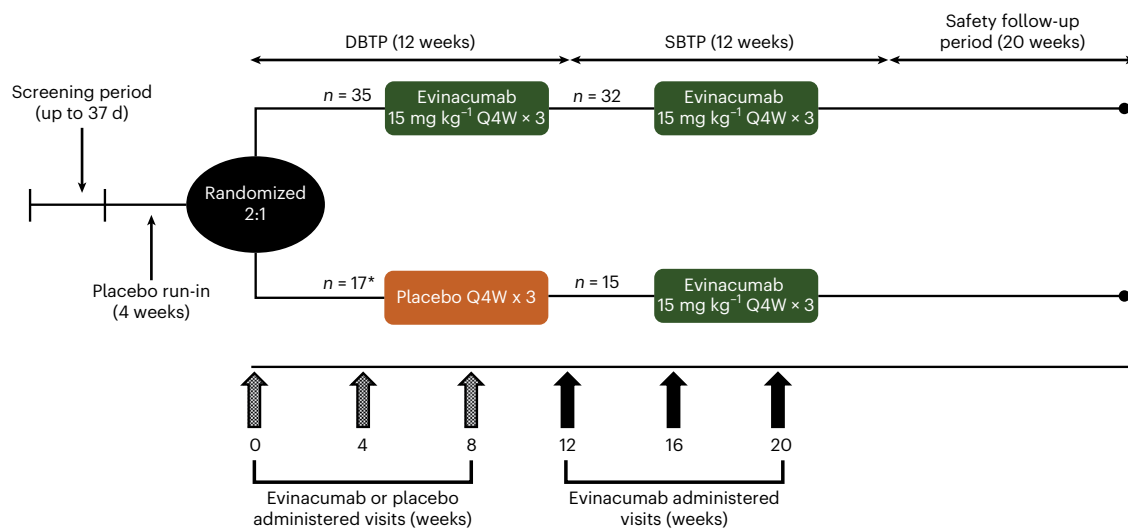 DBTP (12 weeks)
SBTP (12 weeks)
Safety follow-up
period (20 weeks)
Screening period
(up to 37 d)
n = 35
Evinacumab
15 mg kg⁻¹ Q4W × 3
n = 32
Evinacumab
15 mg kg⁻¹ Q4W × 3
Randomized
2:1
Placebo run-in
(4 weeks)
n = 17*
Placebo Q4W x 3
n = 15
Evinacumab
15 mg kg⁻¹ Q4W × 3
0
4
8
12
16
20
Evinacumab or placebo
administered visits (weeks)
Evinacumab administered
visits (weeks)